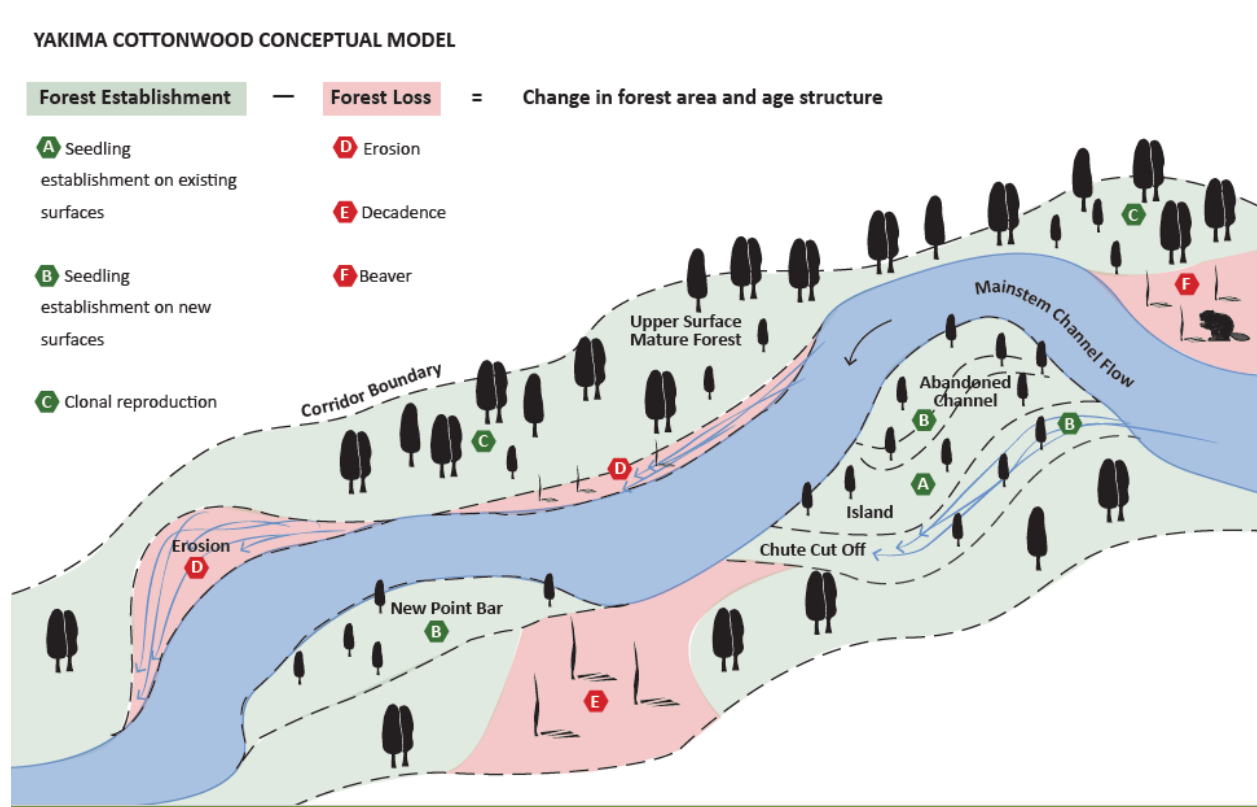 YAKIMA COTTONWOOD CONCEPTUAL MODEL
Forest Establishment — Forest Loss = Change in forest area and age structure
A Seedling
establishment on existing
surfaces
B Seedling
establishment on new
surfaces
C Clonal reproduction
D Erosion
E Decadence
F Beaver
C
F
Mainstem Channel Flow
Upper Surface
Mature Forest
Corridor Boundary
Abandoned
Channel
B
B
C
D
A
Island
Erosion
D
Chute Cut Off
New Point Bar
B
E